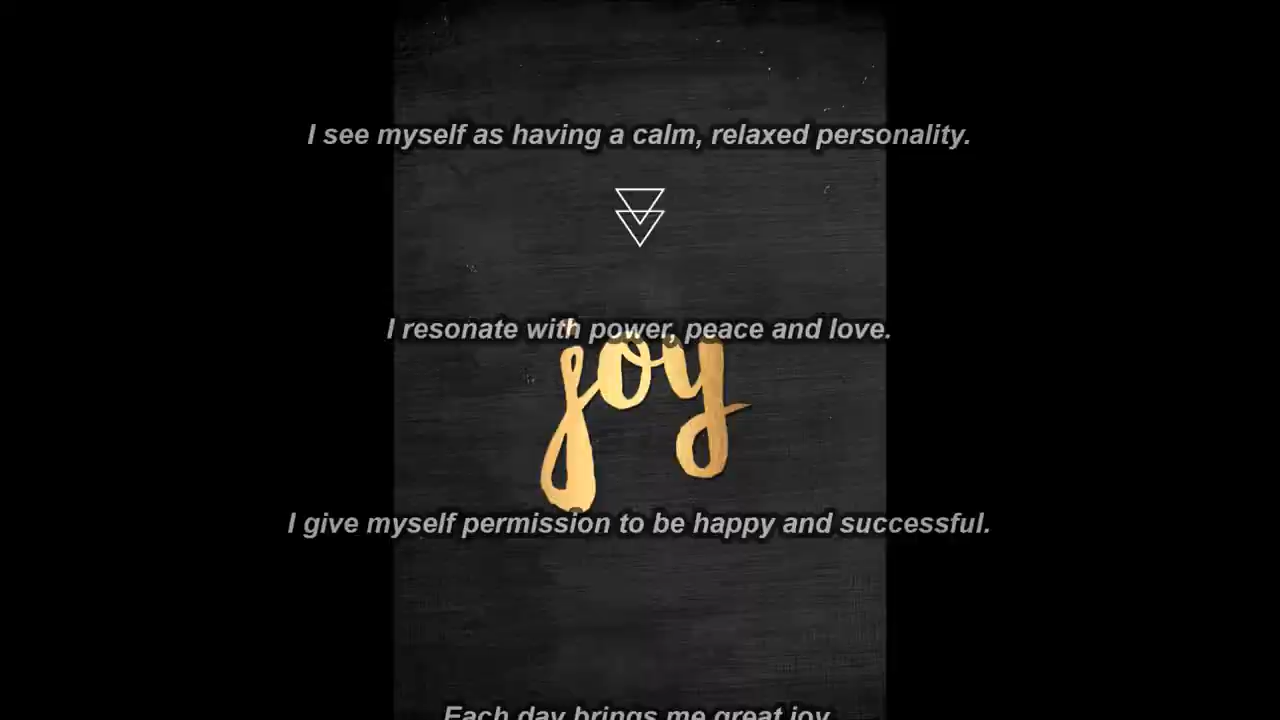 I see myself as having a calm, relaxed personality.
I resonate with power, peace and love.
joy
I give myself permission to be happy and successful.
Each day brings me great joy